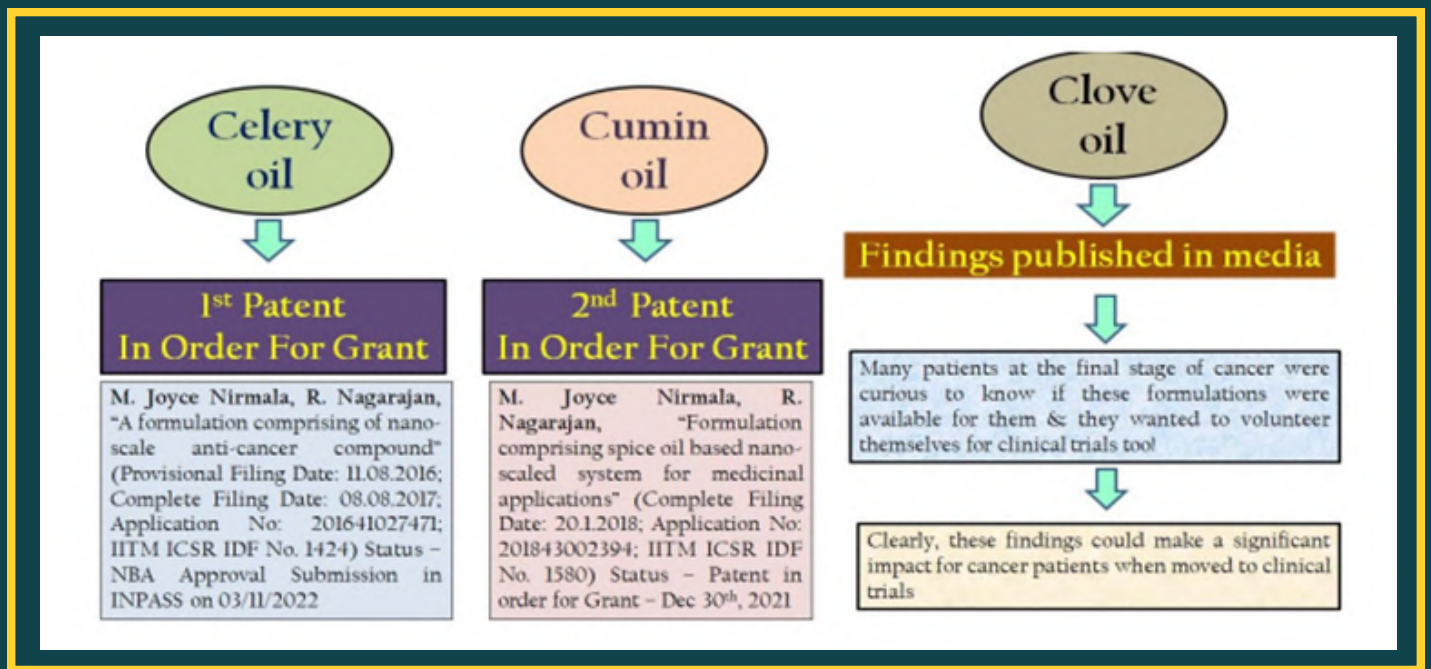 Celery
oil
1st Patent
In Order For Grant
M. Joyce Nirmala, R. Nagarajan,
“A formulation comprising of nano-
scale anti-cancer compound”
(Provisional Filing Date: 11.08.2016;
Complete Filing Date: 08.08.2017;
Application No: 201641027471;
IITM ICSR IDF No. 1424) Status –
NBA Approval Submission in
INPASS on 03/11/2022
Cumin
oil
2nd Patent
In Order For Grant
M. Joyce Nirmala, R.
Nagarajan, “Formulation
comprising spice oil based nano-
scaled system for medicinal
applications” (Complete Filing
Date: 20.1.2018; Application No:
201843002394; IITM ICSR IDF
No. 1580) Status – Patent in
order for Grant – Dec 30th, 2021
Clove
oil
Findings published in media
Many patients at the final stage of cancer were
curious to know if these formulations were
available for them & they wanted to volunteer
themselves for clinical trials too!
Clearly, these findings could make a significant
impact for cancer patients when moved to clinical
trials